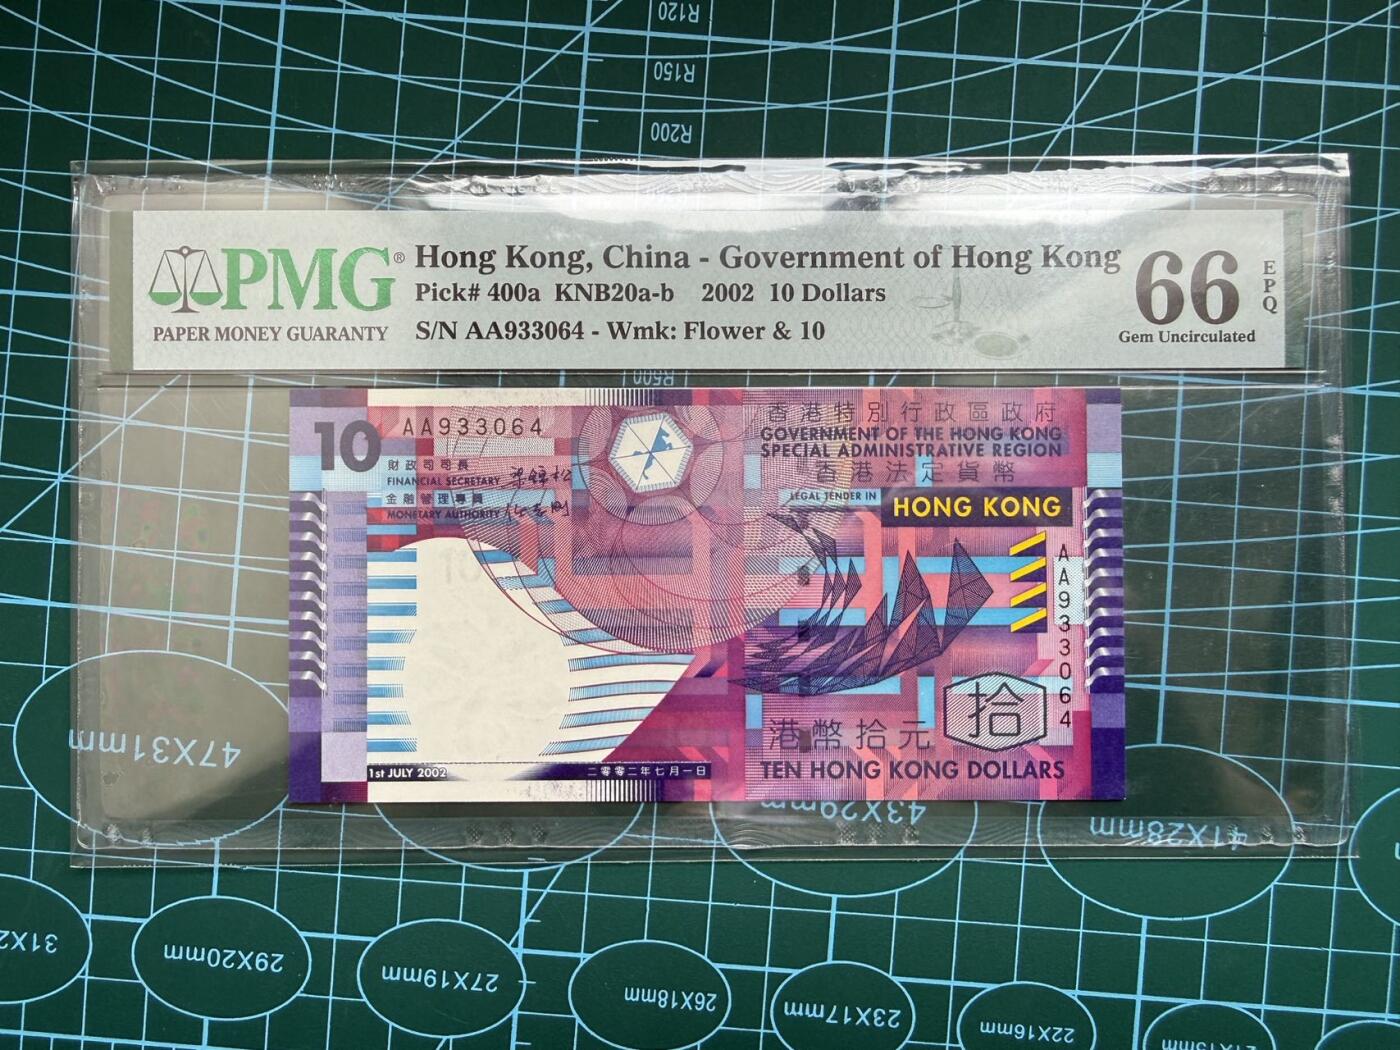 R120
R150
R200
PMG®
PAPER MONEY GUARANTY
Hong Kong, China - Government of Hong Kong
Pick# 400a KNB20a-b 2002 10 Dollars
S/N AA933064 - Wmk: Flower & 10
66
EPQ
Gem Uncirculated
R500
10
AA933064
財政司司長
FINANCIAL SECRETARY
金融管理專員
MONETARY AUTHORITY
香港特別行政區政府
GOVERNMENT OF THE HONG KONG
SPECIAL ADMINISTRATIVE REGION
香港法定貨幣
LEGAL TENDER IN
HONG KONG
AA933064
拾
港幣拾元
TEN HONG KONG DOLLARS
1st JULY 2002
二零零二年七月一日
47X31mm
43X29mm
41X28mm
29X20mm
27X19mm
26X18mm
23X17mm
22X16mm